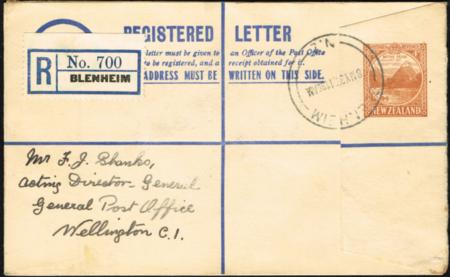 REGISTERED LETTER
letter must be given to an Officer of the Post Office
to be registered, and a receipt obtained for it.
ADDRESS MUST BE WRITTEN ON THIS SIDE.
R No. 700
BLENHEIM
NEW ZEALAND
Mr F. J. Shanks,
Acting Director-General
General Post Office
Wellington C.1.